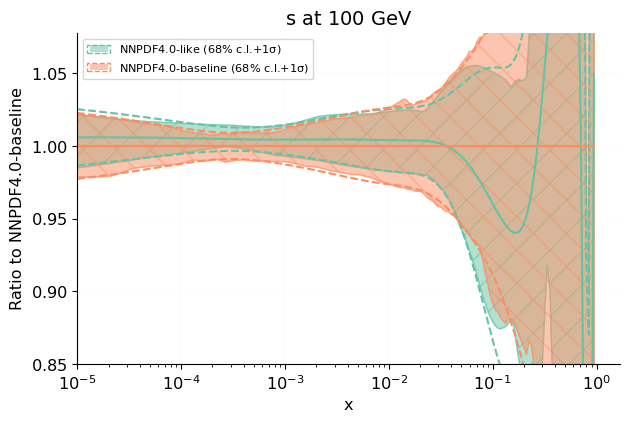 s at 100 GeV
NNPDF4.0-like (68% c.l.+1σ)
NNPDF4.0-baseline (68% c.l.+1σ)
Ratio to NNPDF4.0-baseline
1.05
1.00
0.95
0.90
0.85
10⁻⁵ 10⁻⁴ 10⁻³ 10⁻² 10⁻¹ 10⁰
x